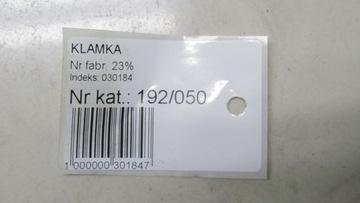 KLAMKA
Nr fabr. 23%
Indeks: 030184
Nr kat.: 192/050
1 000000 301847